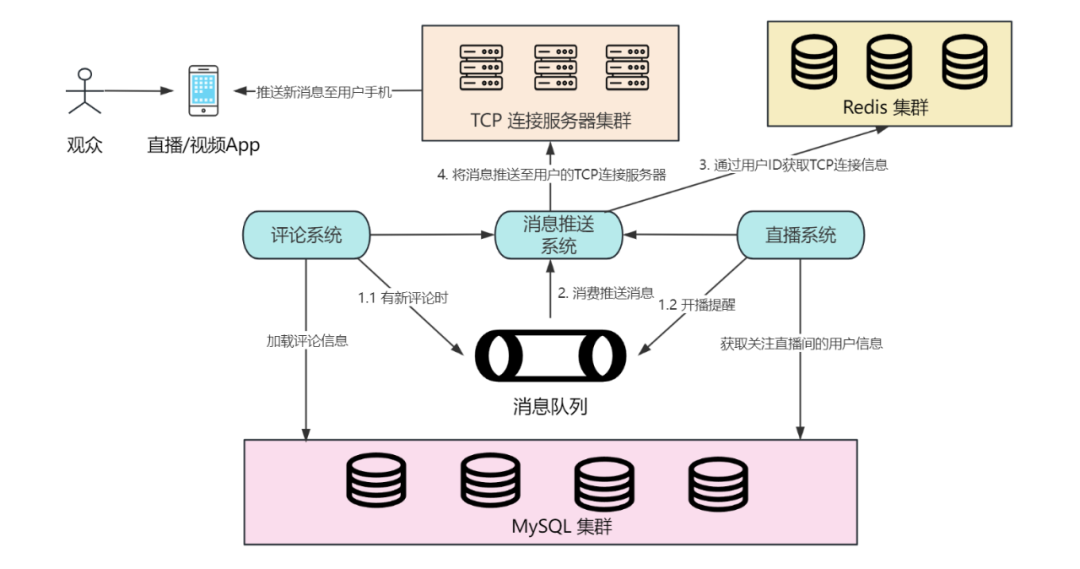 Redis 集群
TCP 连接服务器集群
推送新消息至用户手机
观众
直播/视频App
4. 将消息推送至用户的TCP连接服务器
3. 通过用户ID获取TCP连接信息
评论系统
消息推送
系统
直播系统
1.1 有新评论时
2. 消费推送消息
1.2 开播提醒
加载评论信息
获取关注直播间的用户信息
消息队列
MySQL 集群